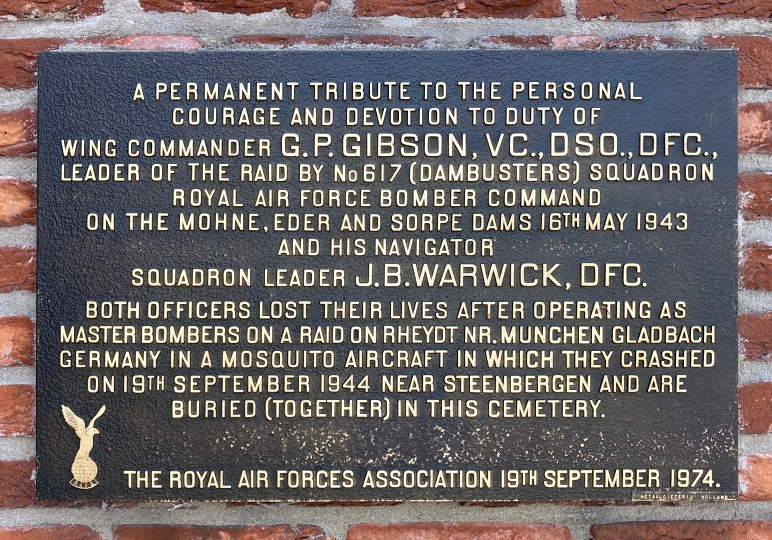 A PERMANENT TRIBUTE TO THE PERSONAL
COURAGE AND DEVOTION TO DUTY OF
WING COMMANDER G.P. GIBSON, VC., DSO., DFC.,
LEADER OF THE RAID BY No 617 (DAMBUSTERS) SQUADRON
ROYAL AIR FORCE BOMBER COMMAND
ON THE MOHNE, EDER AND SORPE DAMS 16TH MAY 1943
AND HIS NAVIGATOR
SQUADRON LEADER J.B. WARWICK, DFC.
BOTH OFFICERS LOST THEIR LIVES AFTER OPERATING AS
MASTER BOMBERS ON A RAID ON RHEYDT NR. MUNCHEN GLADBACH
GERMANY IN A MOSQUITO AIRCRAFT IN WHICH THEY CRASHED
ON 19TH SEPTEMBER 1944 NEAR STEENBERGEN AND ARE
BURIED (TOGETHER) IN THIS CEMETERY.
THE ROYAL AIR FORCES ASSOCIATION 19TH SEPTEMBER 1974.
METAALGIETERIJ HOLLAND